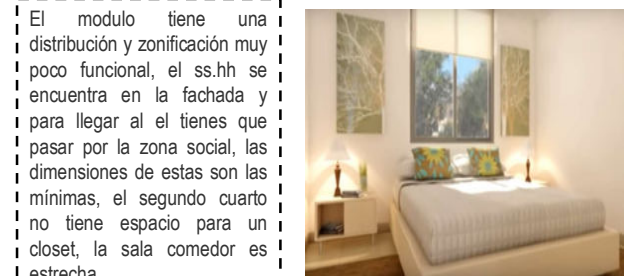 El modulo tiene una
distribución y zonificación muy
poco funcional, el ss.hh se
encuentra en la fachada y
para llegar al el tienes que
pasar por la zona social, las
dimensiones de estas son las
mínimas, el segundo cuarto
no tiene espacio para un
closet, la sala comedor es
estrecha